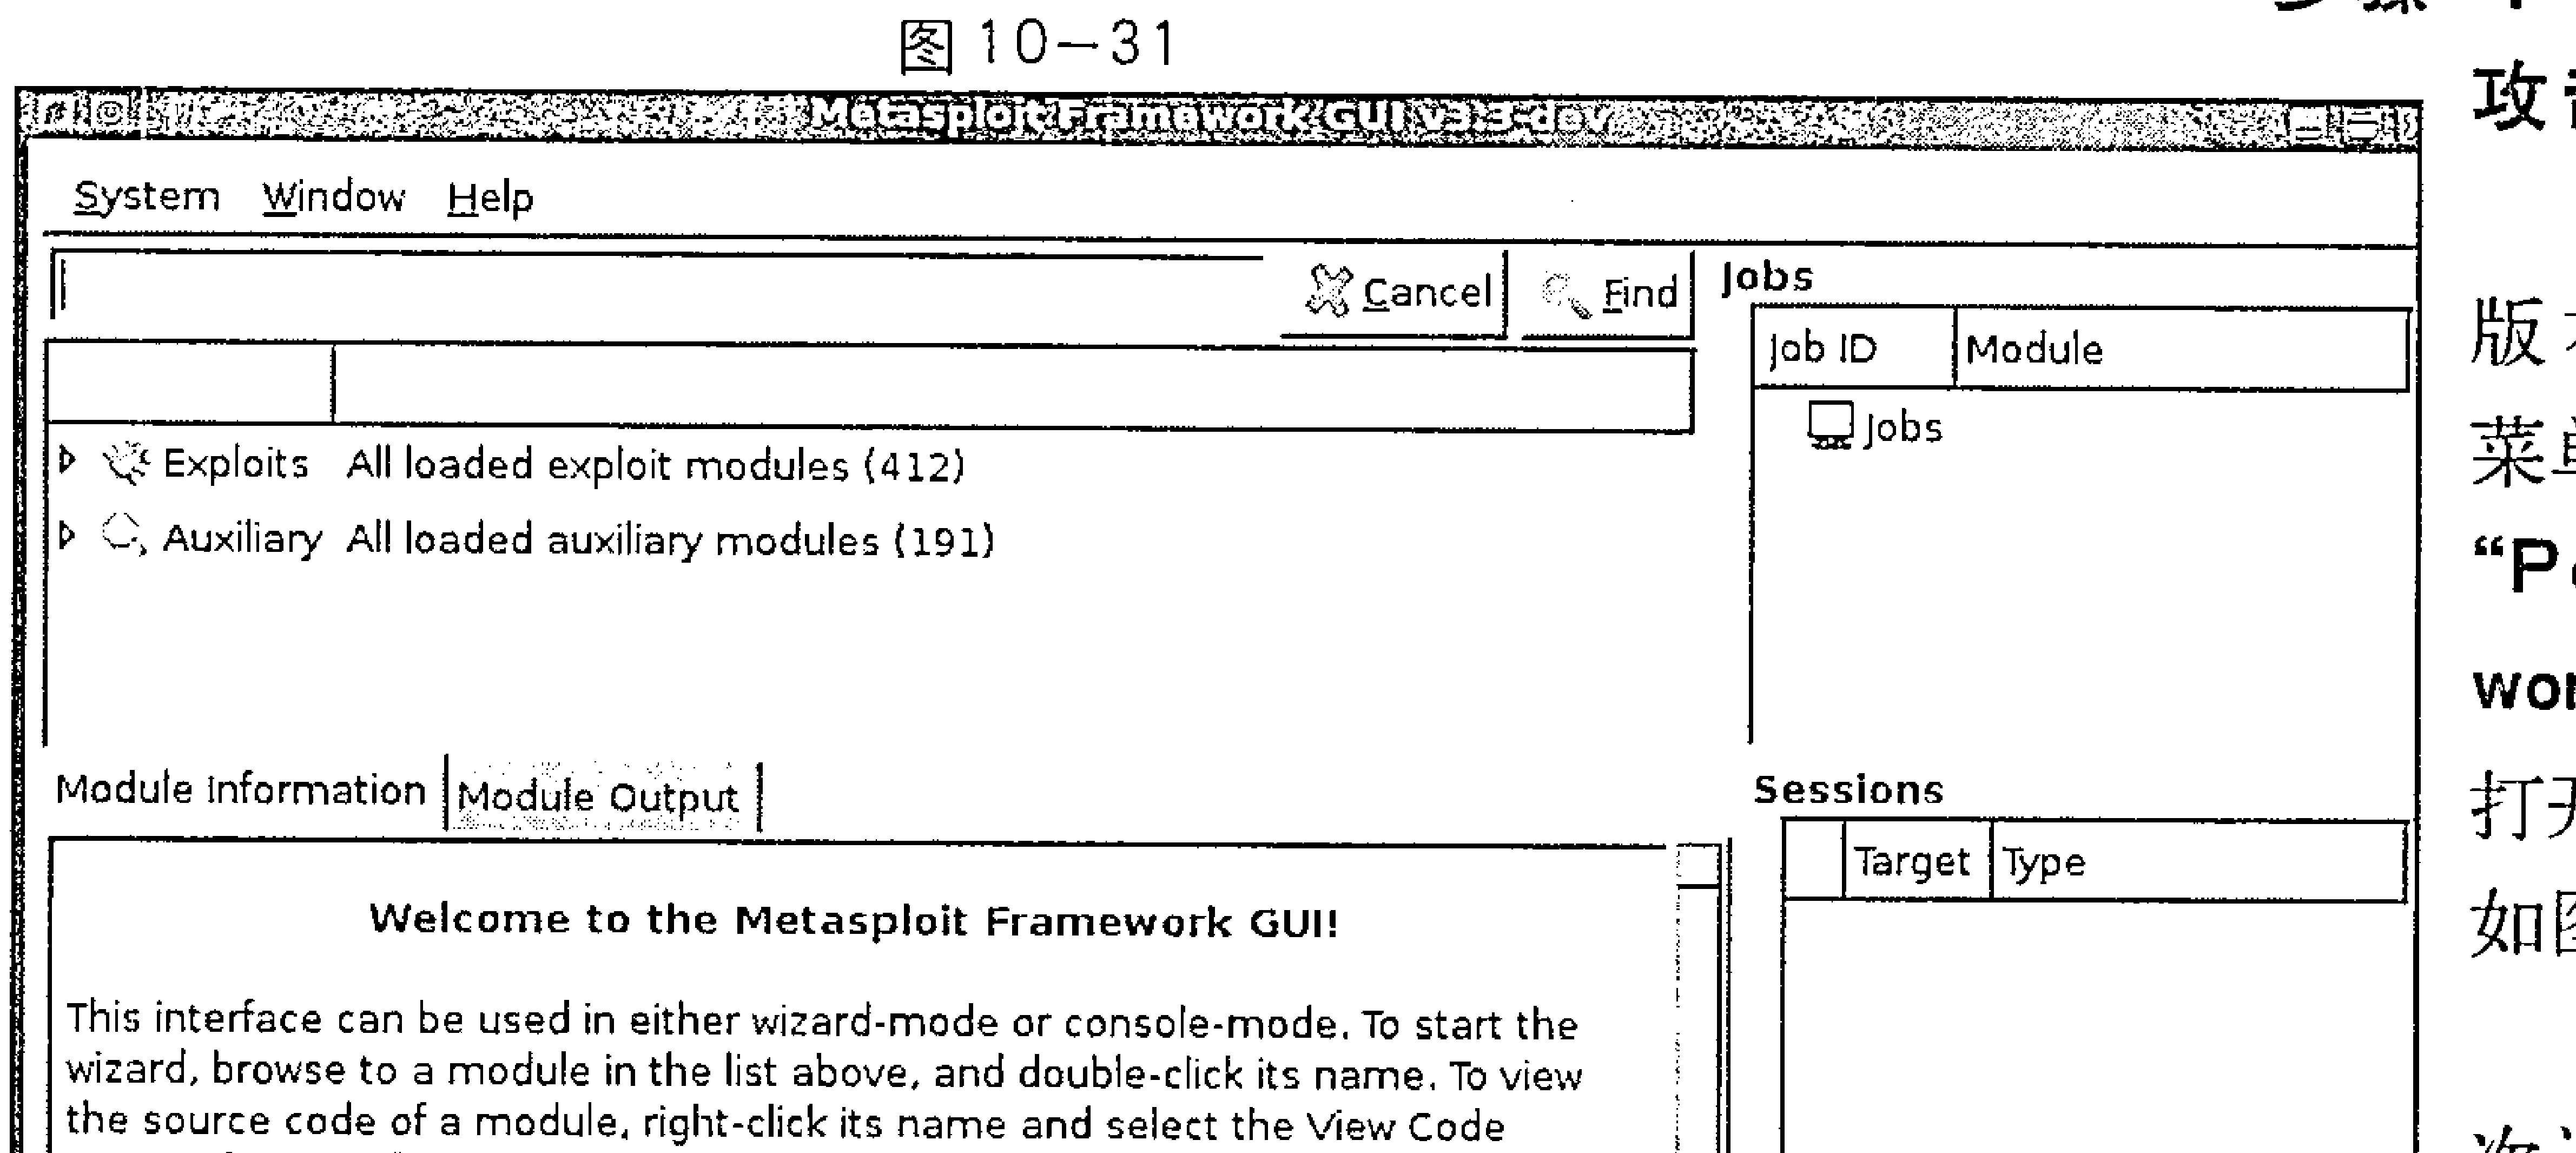 图 10-31
Metasploit Framework GUI v3.3-dev
System Window Help
Cancel Find
Jobs
Job ID Module
Jobs
Exploits All loaded exploit modules (412)
Auxiliary All loaded auxiliary modules (191)
Module Information Module Output
Sessions
Target Type
Welcome to the Metasploit Framework GUI!
This interface can be used in either wizard-mode or console-mode. To start the
wizard, browse to a module in the list above, and double-click its name. To view
the source code of a module, right-click its name and select the View Code
攻
版
菜
“P
wor
打开
如图